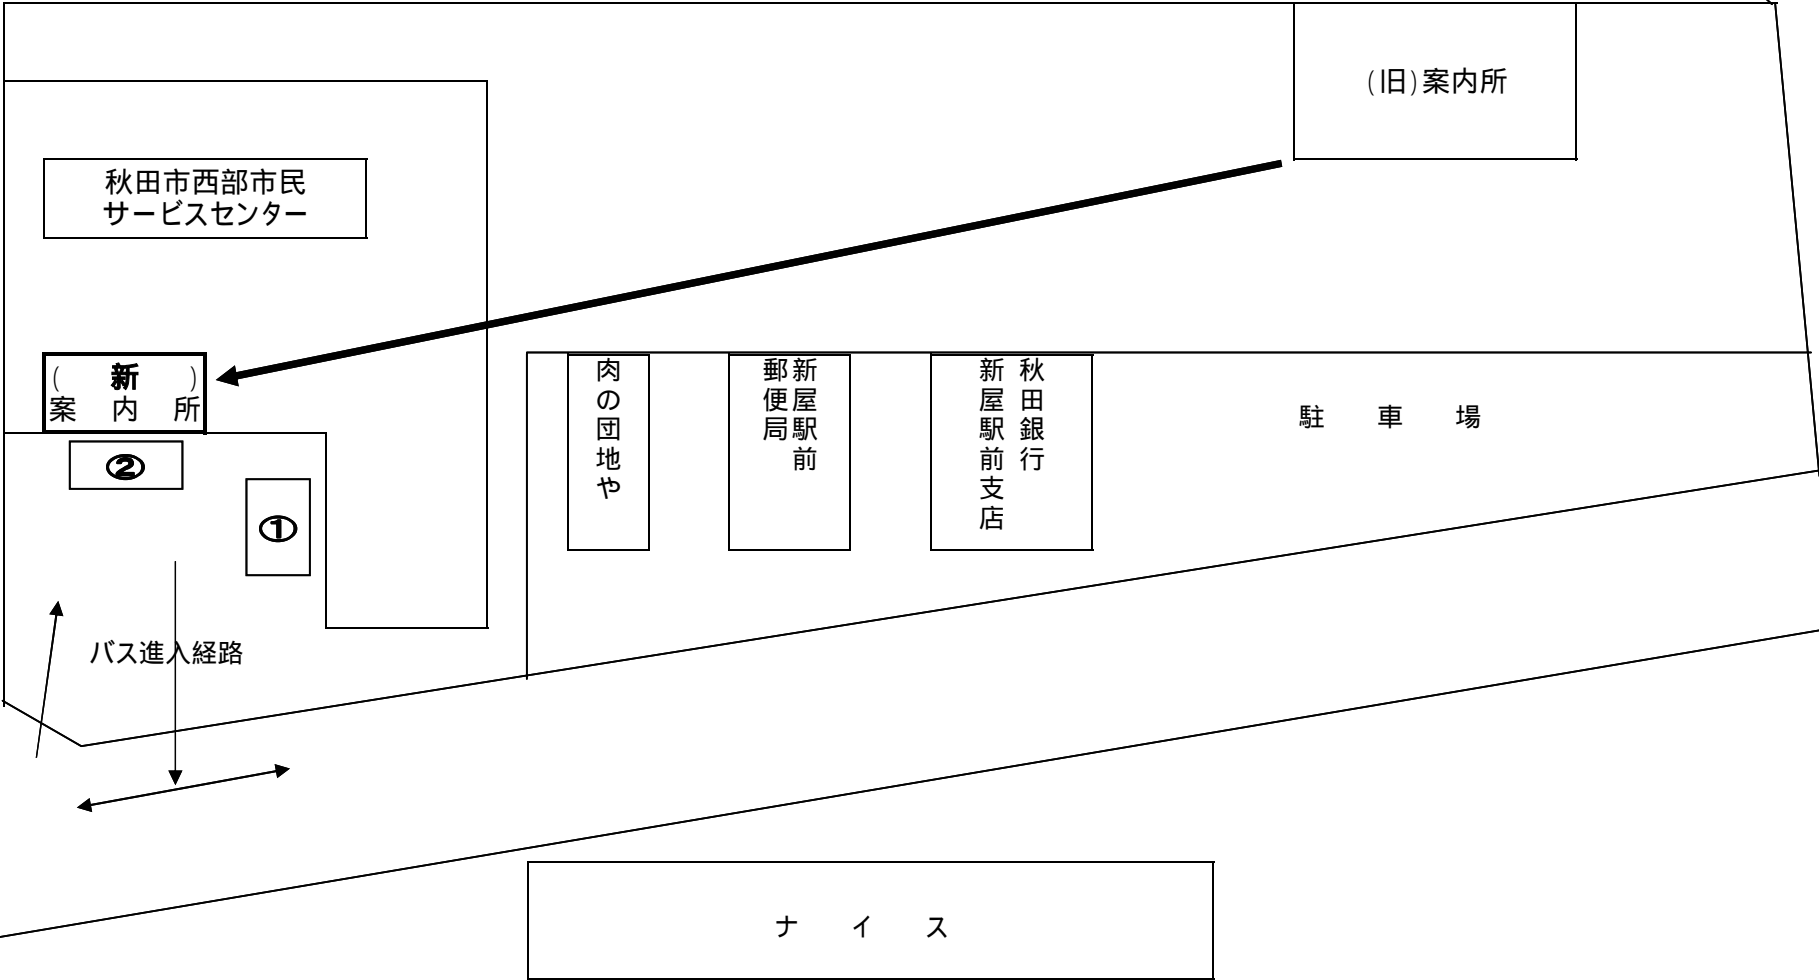 (旧)案内所
秋田市西部市民
サービスセンター
(新)
案内所
②
①
バス進入経路
肉の団地や
新屋駅前
郵便局
秋田銀行
新屋駅前支店
駐車場
ナイス